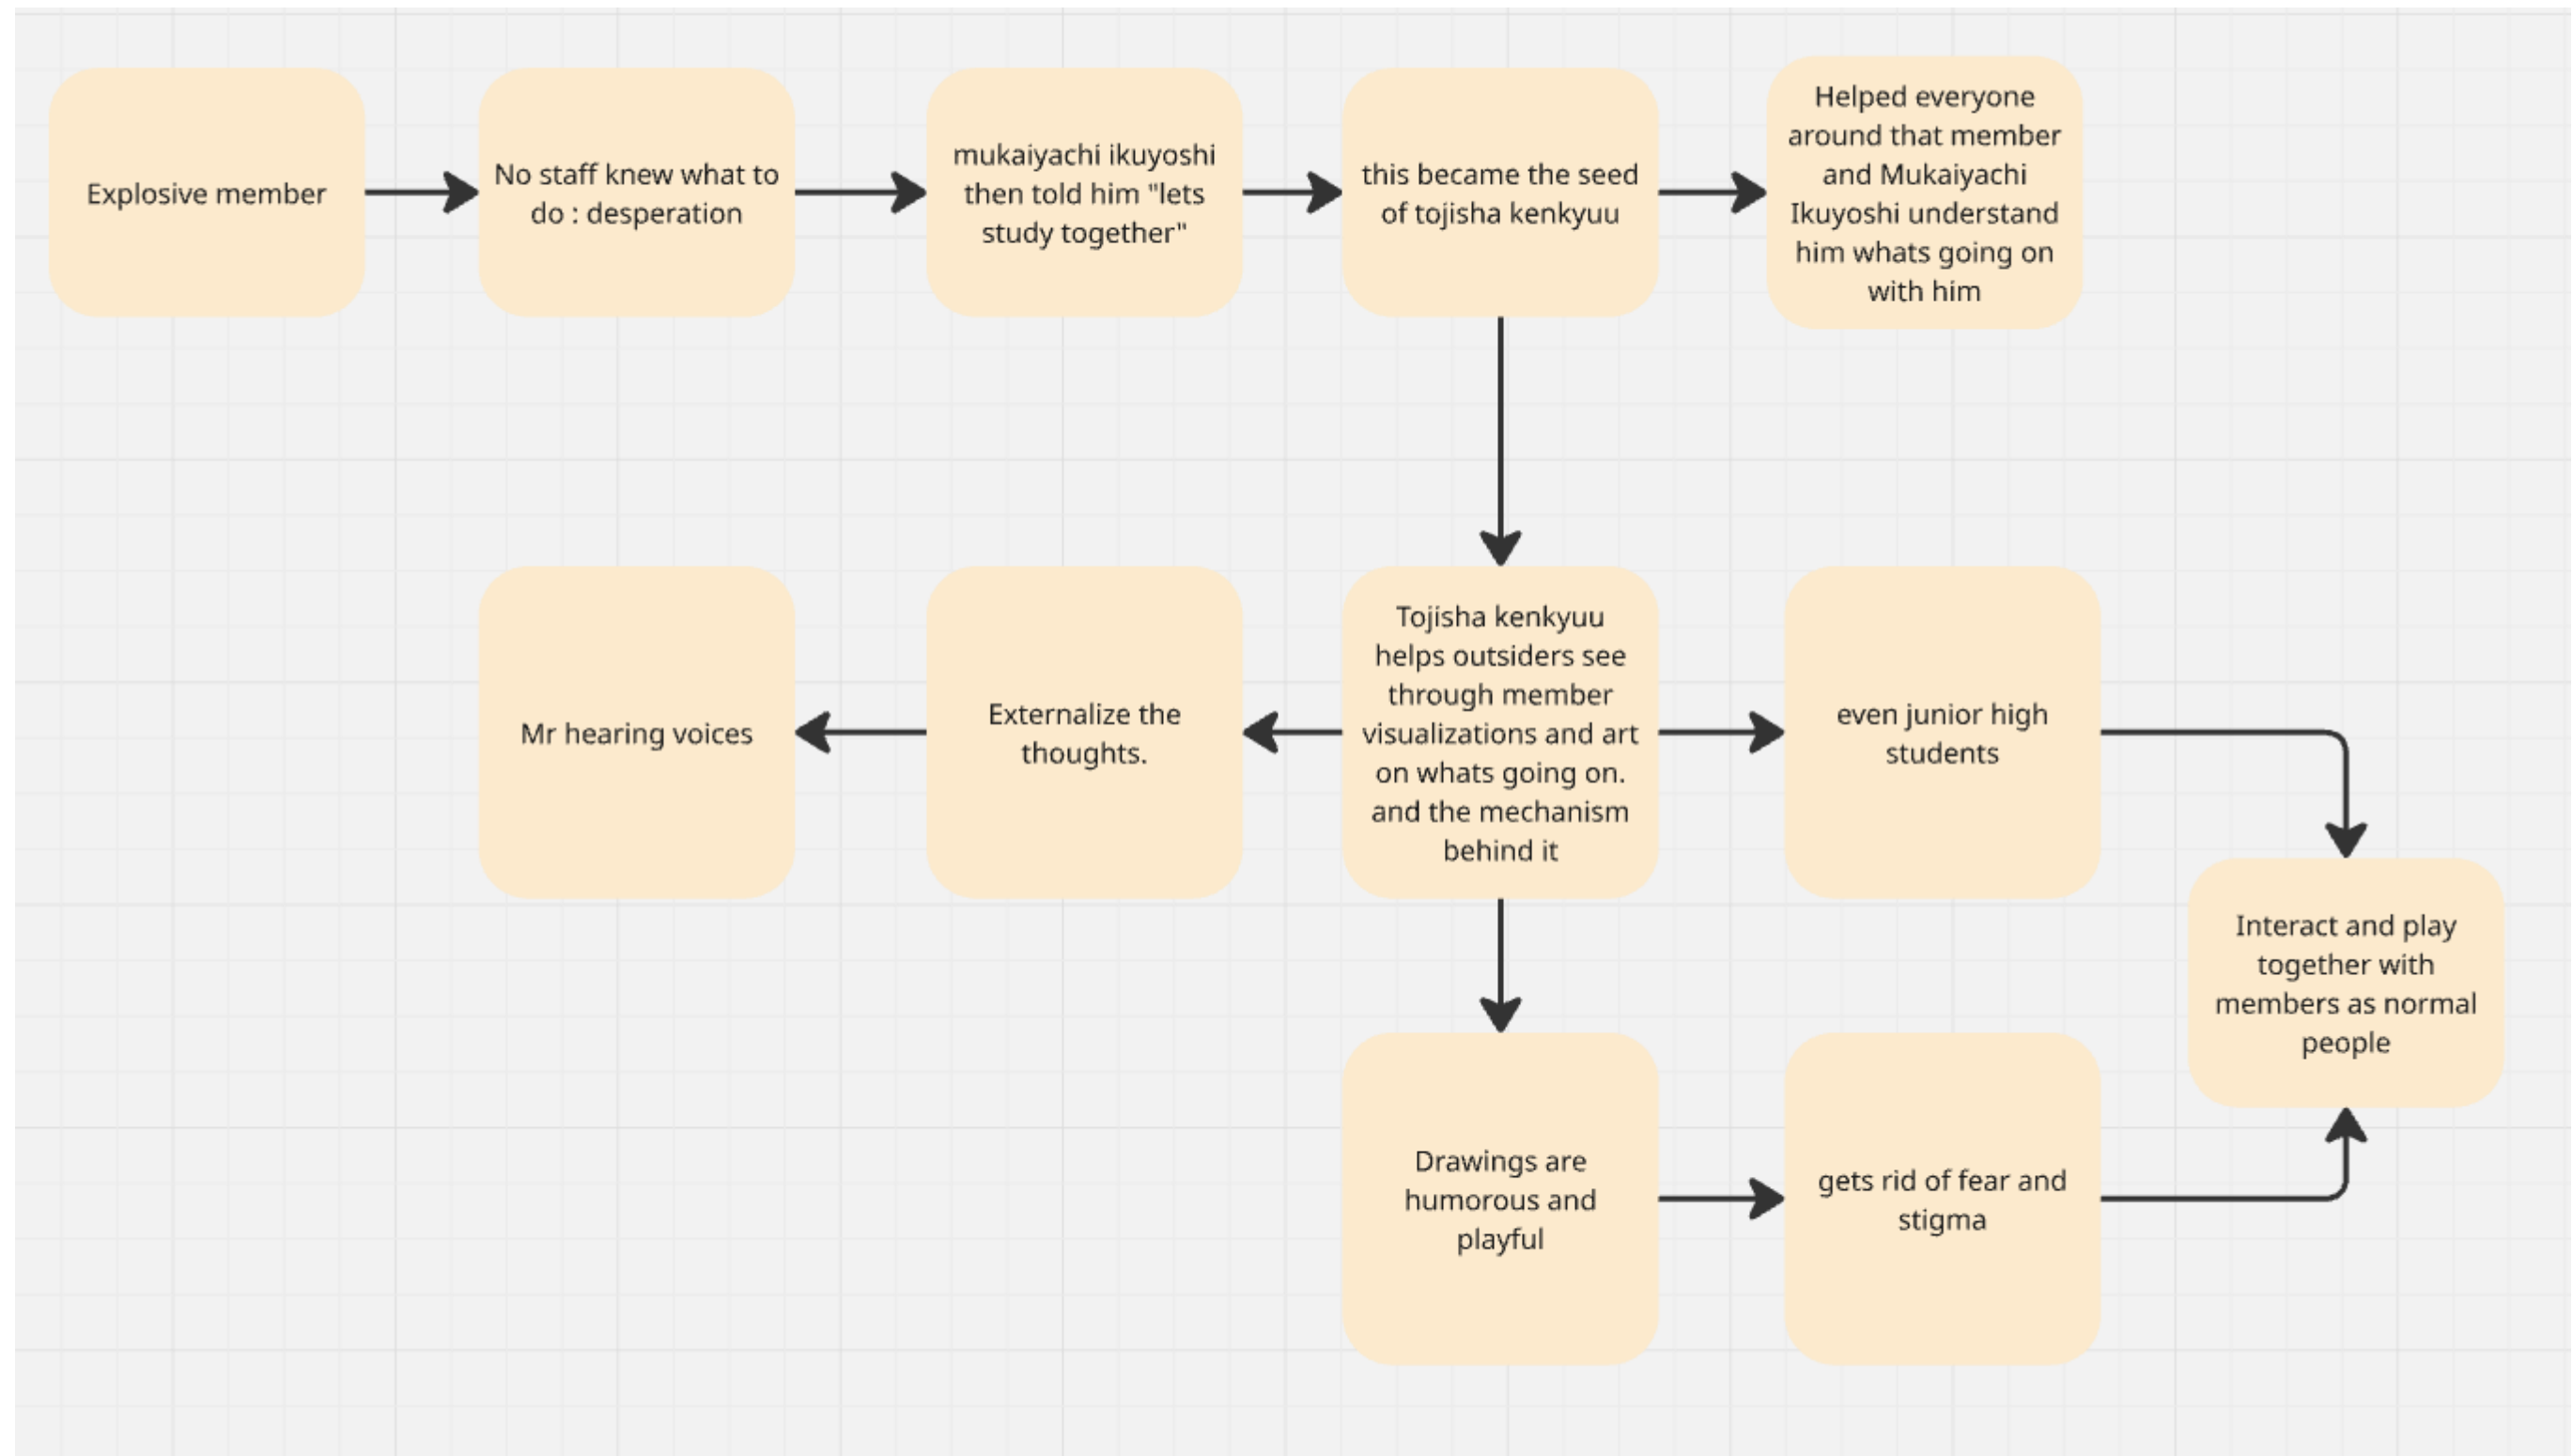 Explosive member
No staff knew what to
do : desperation
mukaiyachi ikuyoshi
then told him "lets
study together"
this became the seed
of tojisha kenkyuu
Helped everyone
around that member
and Mukaiyachi
Ikuyoshi understand
him whats going on
with him
Mr hearing voices
Externalize the
thoughts.
Tojisha kenkyuu
helps outsiders see
through member
visualizations and art
on whats going on.
and the mechanism
behind it
even junior high
students
Interact and play
together with
members as normal
people
Drawings are
humorous and
playful
gets rid of fear and
stigma